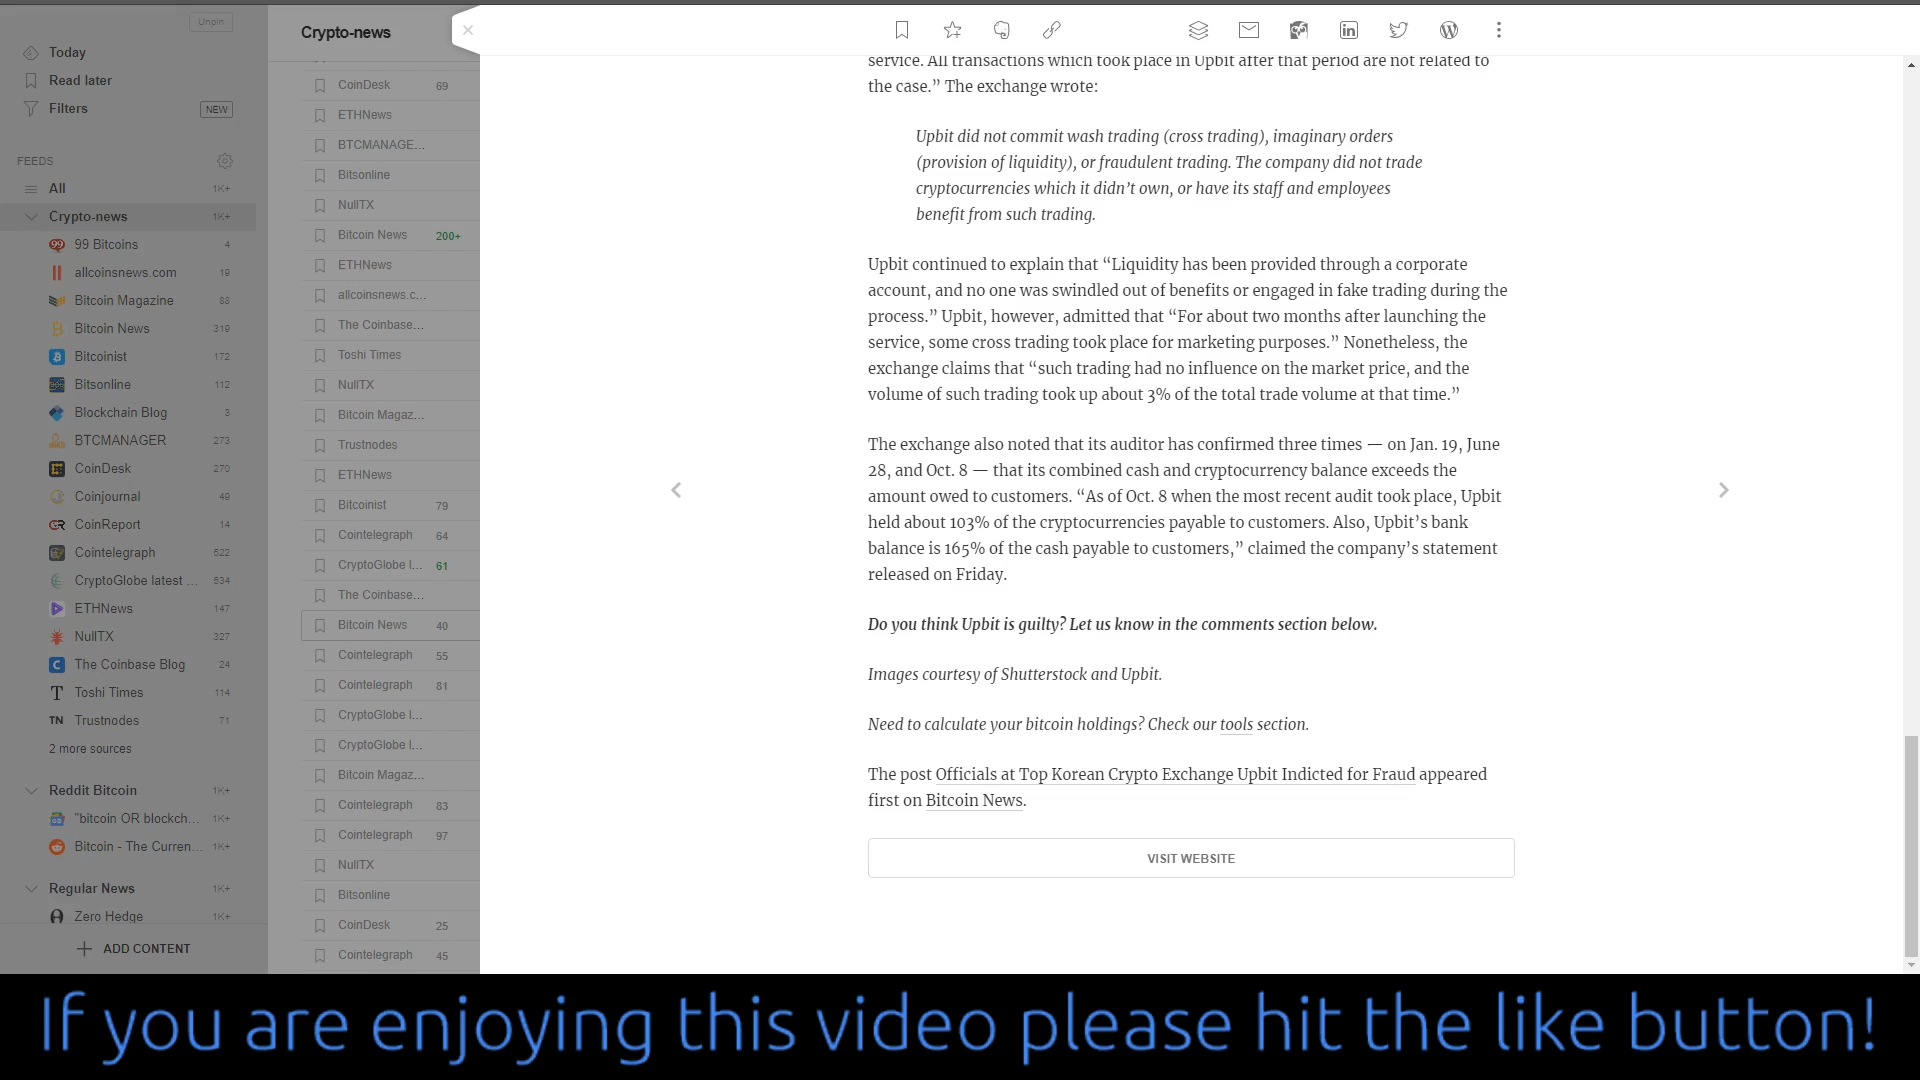 Unpin
Today
Read later
Filters
NEW
FEEDS
All 1K+
Crypto-news 1K+
99 Bitcoins 4
allcoinsnews.com 19
Bitcoin Magazine 88
Bitcoin News 319
Bitcoinist 172
Bitsonline 112
Blockchain Blog 3
BTCMANAGER 273
CoinDesk 270
Coinjournal 49
CoinReport 14
Cointelegraph 622
CryptoGlobe latest ... 534
ETHNews 147
NullTX 327
The Coinbase Blog 24
Toshi Times 114
TN Trustnodes 71
2 more sources
Reddit Bitcoin 1K+
"bitcoin OR blockch... 1K+
Bitcoin - The Curren... 1K+
Regular News 1K+
Zero Hedge 1K+
ADD CONTENT
Crypto-news
CoinDesk 69
ETHNews
BTCMANAGE...
Bitsonline
NullTX
Bitcoin News 200+
ETHNews
allcoinsnews.c...
The Coinbase...
Toshi Times
NullTX
Bitcoin Magaz...
Trustnodes
ETHNews
Bitcoinist 79
Cointelegraph 64
CryptoGlobe l... 61
The Coinbase...
Bitcoin News 40
Cointelegraph 55
Cointelegraph 81
CryptoGlobe l...
CryptoGlobe l...
Bitcoin Magaz...
Cointelegraph 83
Cointelegraph 97
NullTX
Bitsonline
CoinDesk 25
Cointelegraph 45
service. All transactions which took place in Upbit after that period are not related to
the case.” The exchange wrote:
Upbit did not commit wash trading (cross trading), imaginary orders
(provision of liquidity), or fraudulent trading. The company did not trade
cryptocurrencies which it didn’t own, or have its staff and employees
benefit from such trading.
Upbit continued to explain that “Liquidity has been provided through a corporate
account, and no one was swindled out of benefits or engaged in fake trading during the
process.” Upbit, however, admitted that “For about two months after launching the
service, some cross trading took place for marketing purposes.” Nonetheless, the
exchange claims that “such trading had no influence on the market price, and the
volume of such trading took up about 3% of the total trade volume at that time.”
The exchange also noted that its auditor has confirmed three times — on Jan. 19, June
28, and Oct. 8 — that its combined cash and cryptocurrency balance exceeds the
amount owed to customers. “As of Oct. 8 when the most recent audit took place, Upbit
held about 103% of the cryptocurrencies payable to customers. Also, Upbit’s bank
balance is 165% of the cash payable to customers,” claimed the company’s statement
released on Friday.
Do you think Upbit is guilty? Let us know in the comments section below.
Images courtesy of Shutterstock and Upbit.
Need to calculate your bitcoin holdings? Check our tools section.
The post Officials at Top Korean Crypto Exchange Upbit Indicted for Fraud appeared
first on Bitcoin News.
VISIT WEBSITE
If you are enjoying this video please hit the like button!